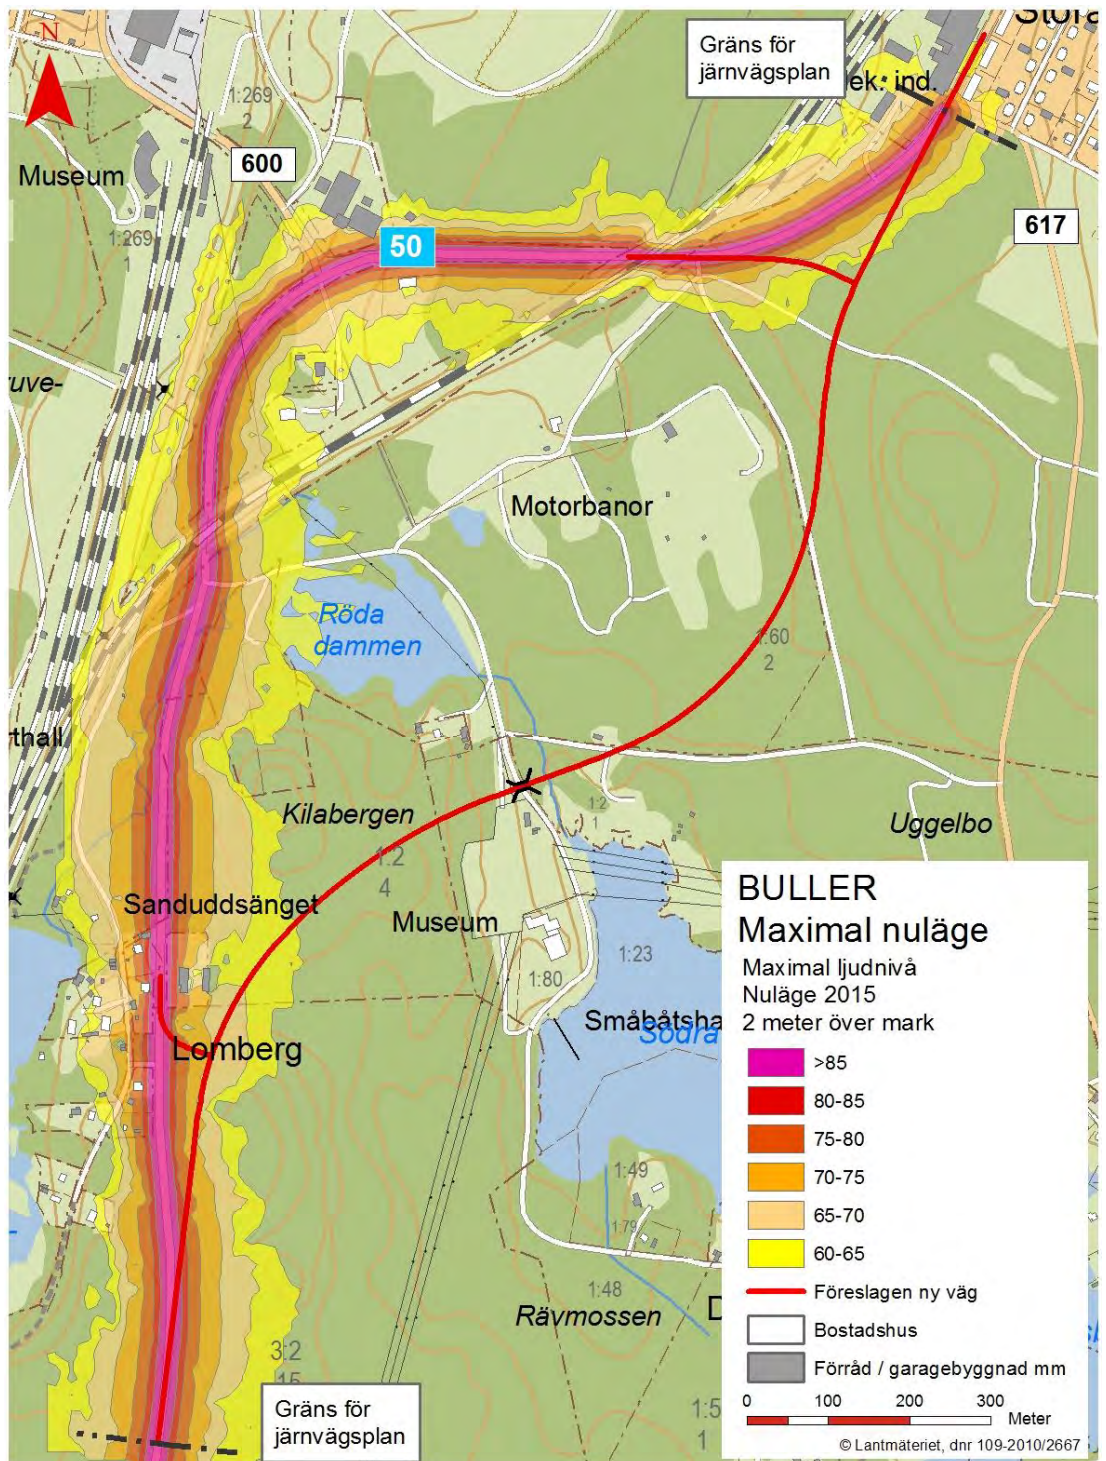 N
Gräns för
järnvägsplan
ek. ind.
1:269
2
600
Museum
617
1:269
50
Motorbanor
Röda
dammen
1:60
2
Kilabergen
1:2
1
Uggelbo
1:2
4
Sanduddsänget
Museum
1:23
1:80
Småbåtsha
Södra
Lomberg
1:49
1:79
1:48
Rävmossen
D
3:2
15
1:5
1
Gräns för
järnvägsplan
BULLER
Maximal nuläge
Maximal ljudnivå
Nuläge 2015
2 meter över mark
>85
80-85
75-80
70-75
65-70
60-65
Föreslagen ny väg
Bostadshus
Förråd / garagebyggnad mm
0 100 200 300
Meter
© Lantmäteriet, dnr 109-2010/2667